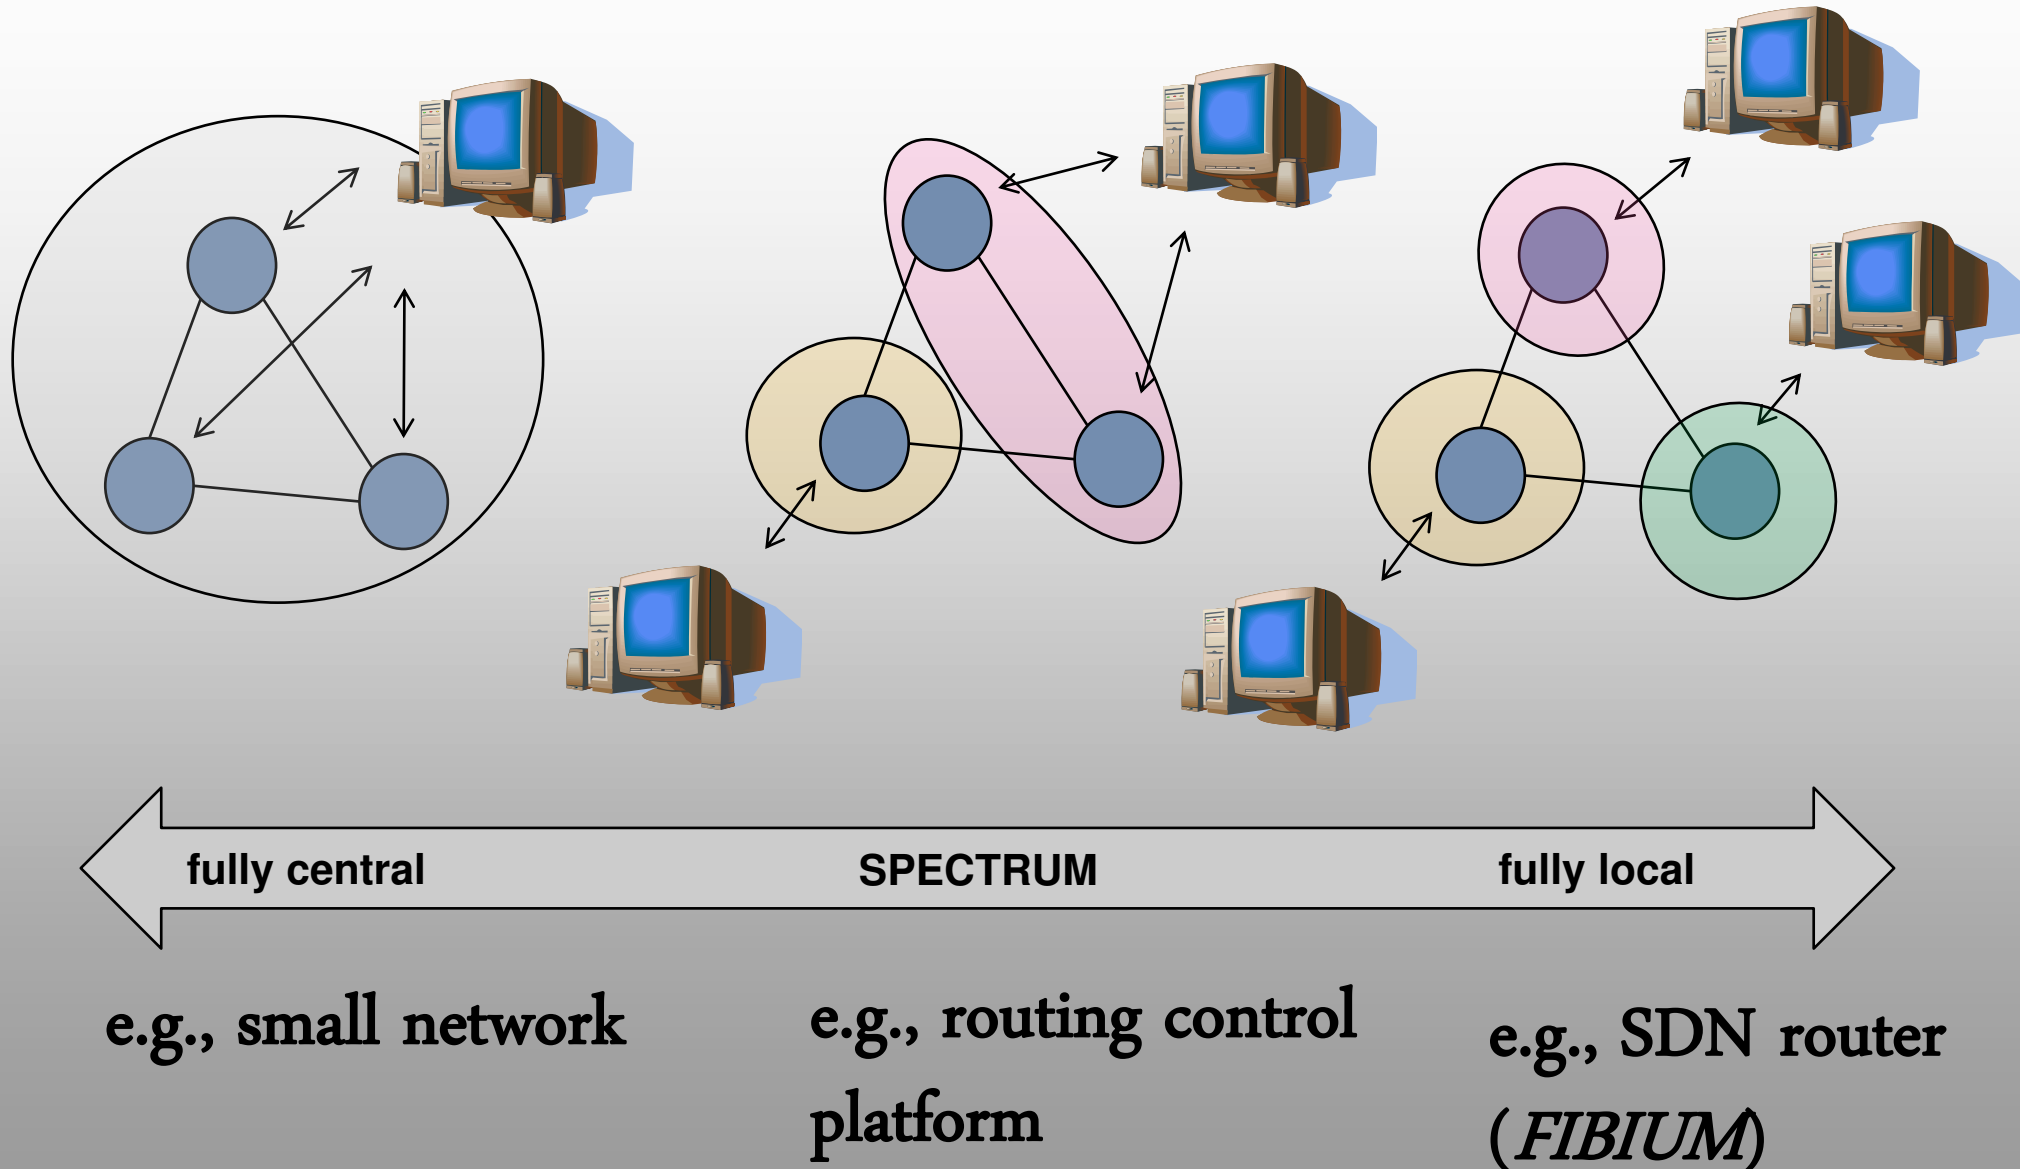 fully central
SPECTRUM
fully local
e.g., small network
e.g., routing control
platform
e.g., SDN router
(FIBIUM)